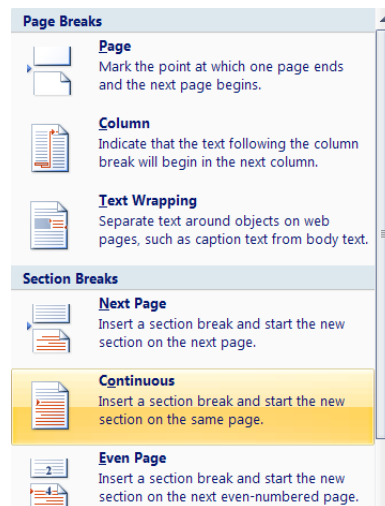 Page Breaks
Page
Mark the point at which one page ends
and the next page begins.
Column
Indicate that the text following the column
break will begin in the next column.
Text Wrapping
Separate text around objects on web
pages, such as caption text from body text.
Section Breaks
Next Page
Insert a section break and start the new
section on the next page.
Continuous
Insert a section break and start the new
section on the same page.
Even Page
2
Insert a section break and start the new
4
section on the next even-numbered page.